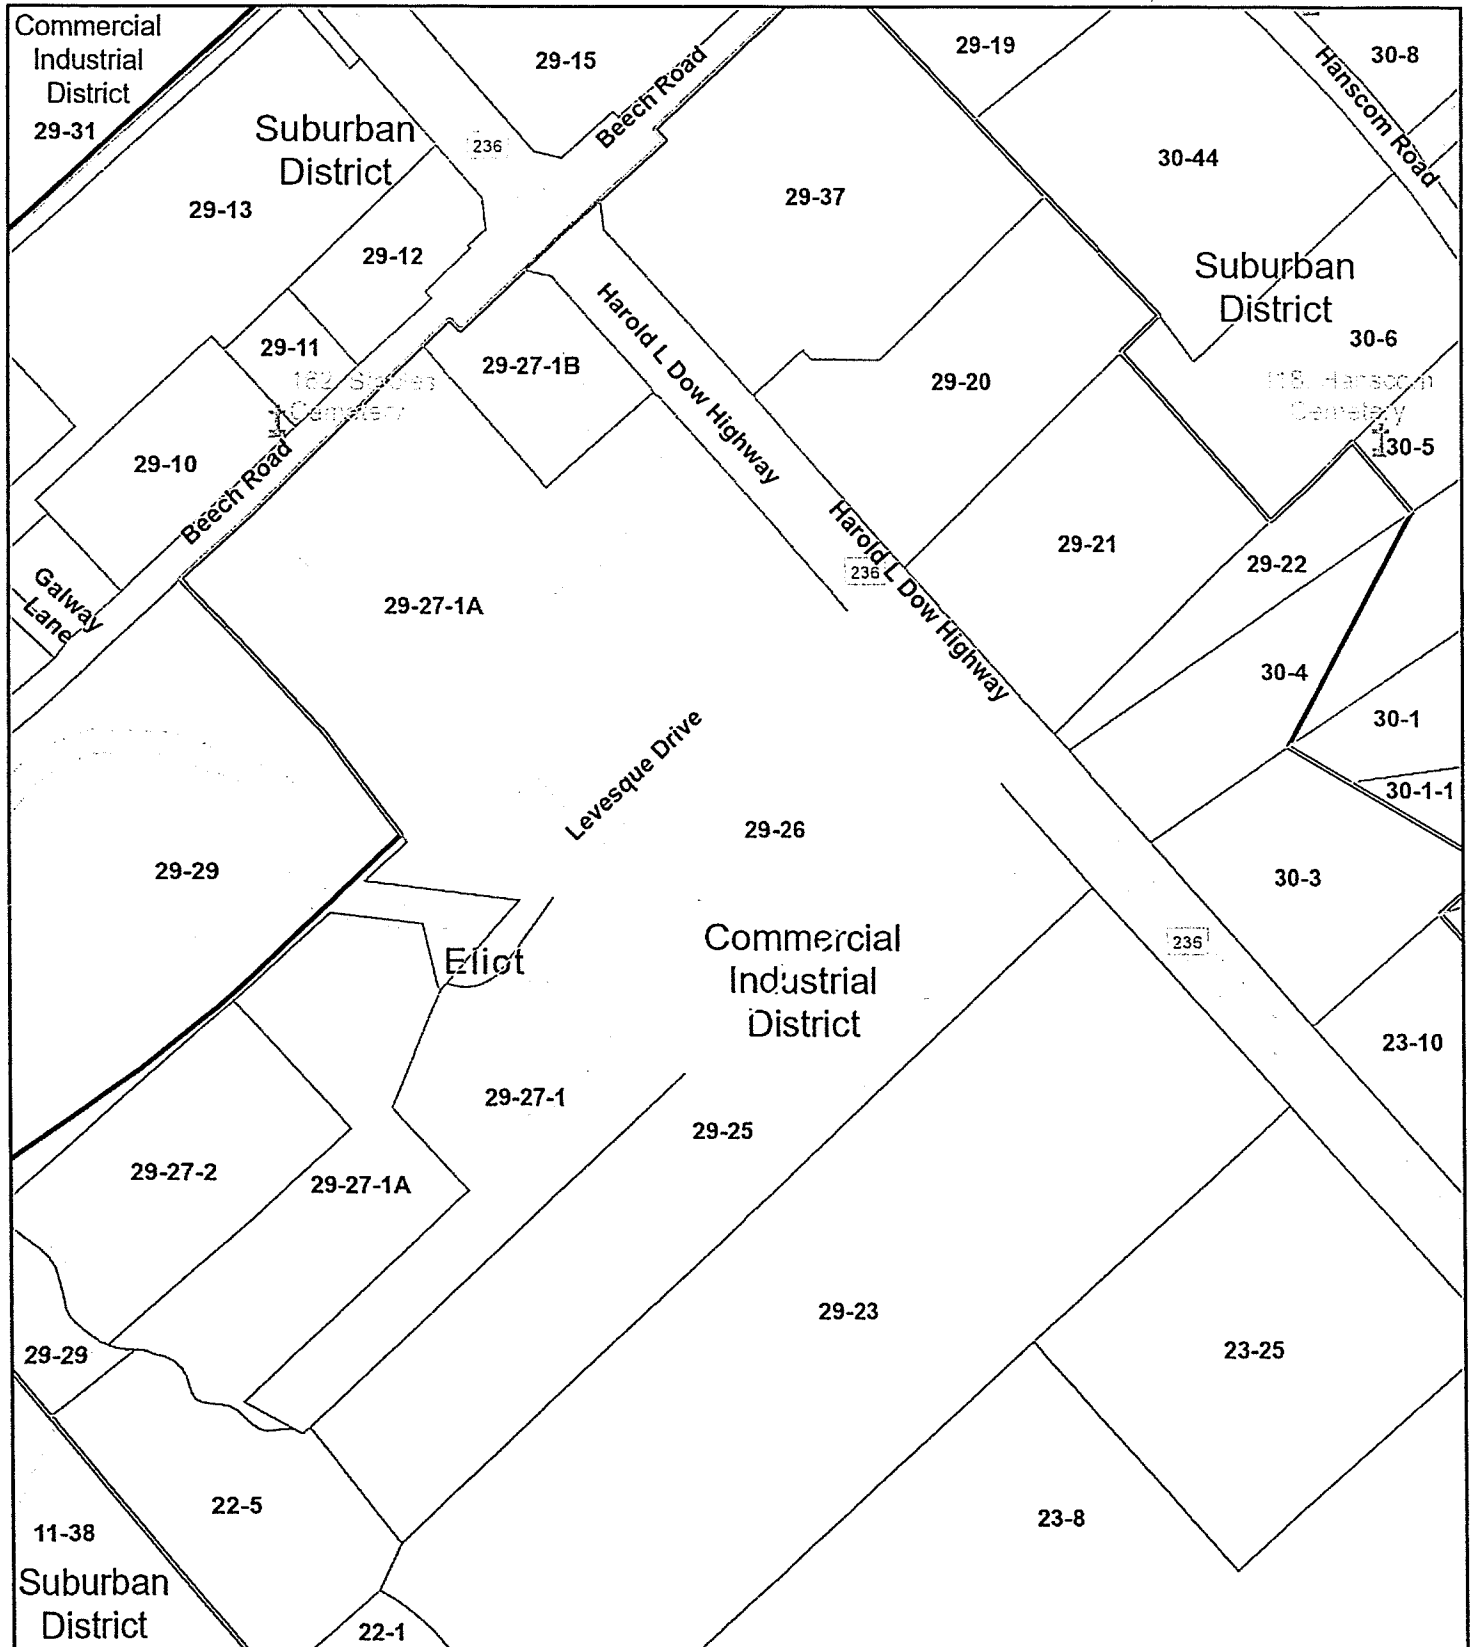 Commercial
Industrial
District
29-31
29-15
Beech Road
29-19
Hanscom Road
30-8
Suburban
District
236
30-44
29-13
29-37
29-12
Suburban
District
Harold L Dow Highway
29-11
29-27-1B
30-6
29-20
Cemetery
118, Hanscom
Cemetery
29-10
30-5
Beech Road
Harold L Dow Highway
236
29-21
29-22
Galway
Lane
29-27-1A
30-4
30-1
Levesque Drive
30-1-1
29-26
29-29
30-3
Commercial
Industrial
District
236
Eliot
23-10
29-27-1
29-25
29-27-2
29-27-1A
29-23
29-29
23-25
22-5
23-8
11-38
Suburban
District
22-1